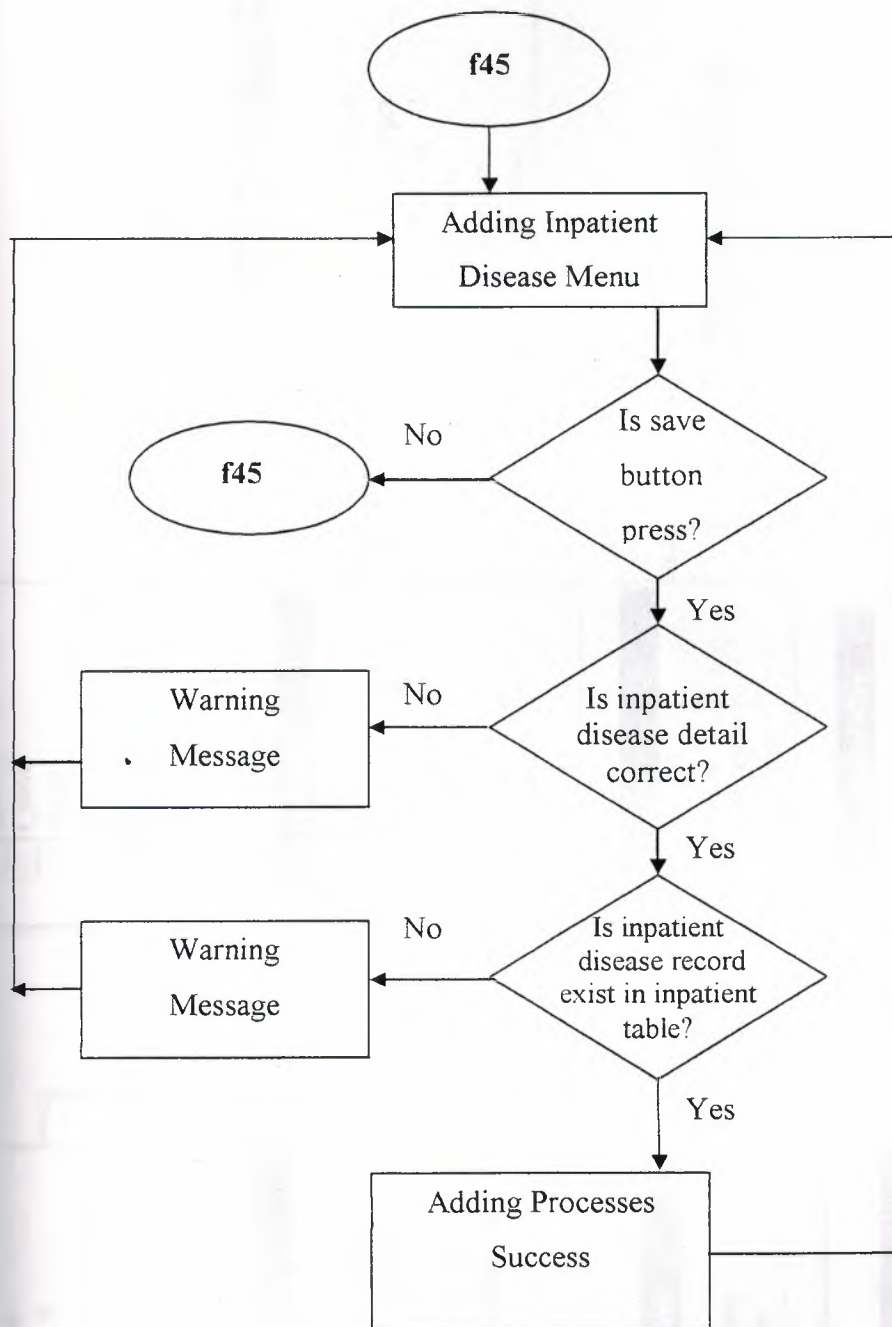 f45
Adding Inpatient
Disease Menu
Is save
button
press?
No
f45
Yes
Is inpatient
disease detail
correct?
No
Warning
Message
Yes
Is inpatient
disease record
exist in inpatient
table?
No
Warning
Message
Yes
Adding Processes
Success